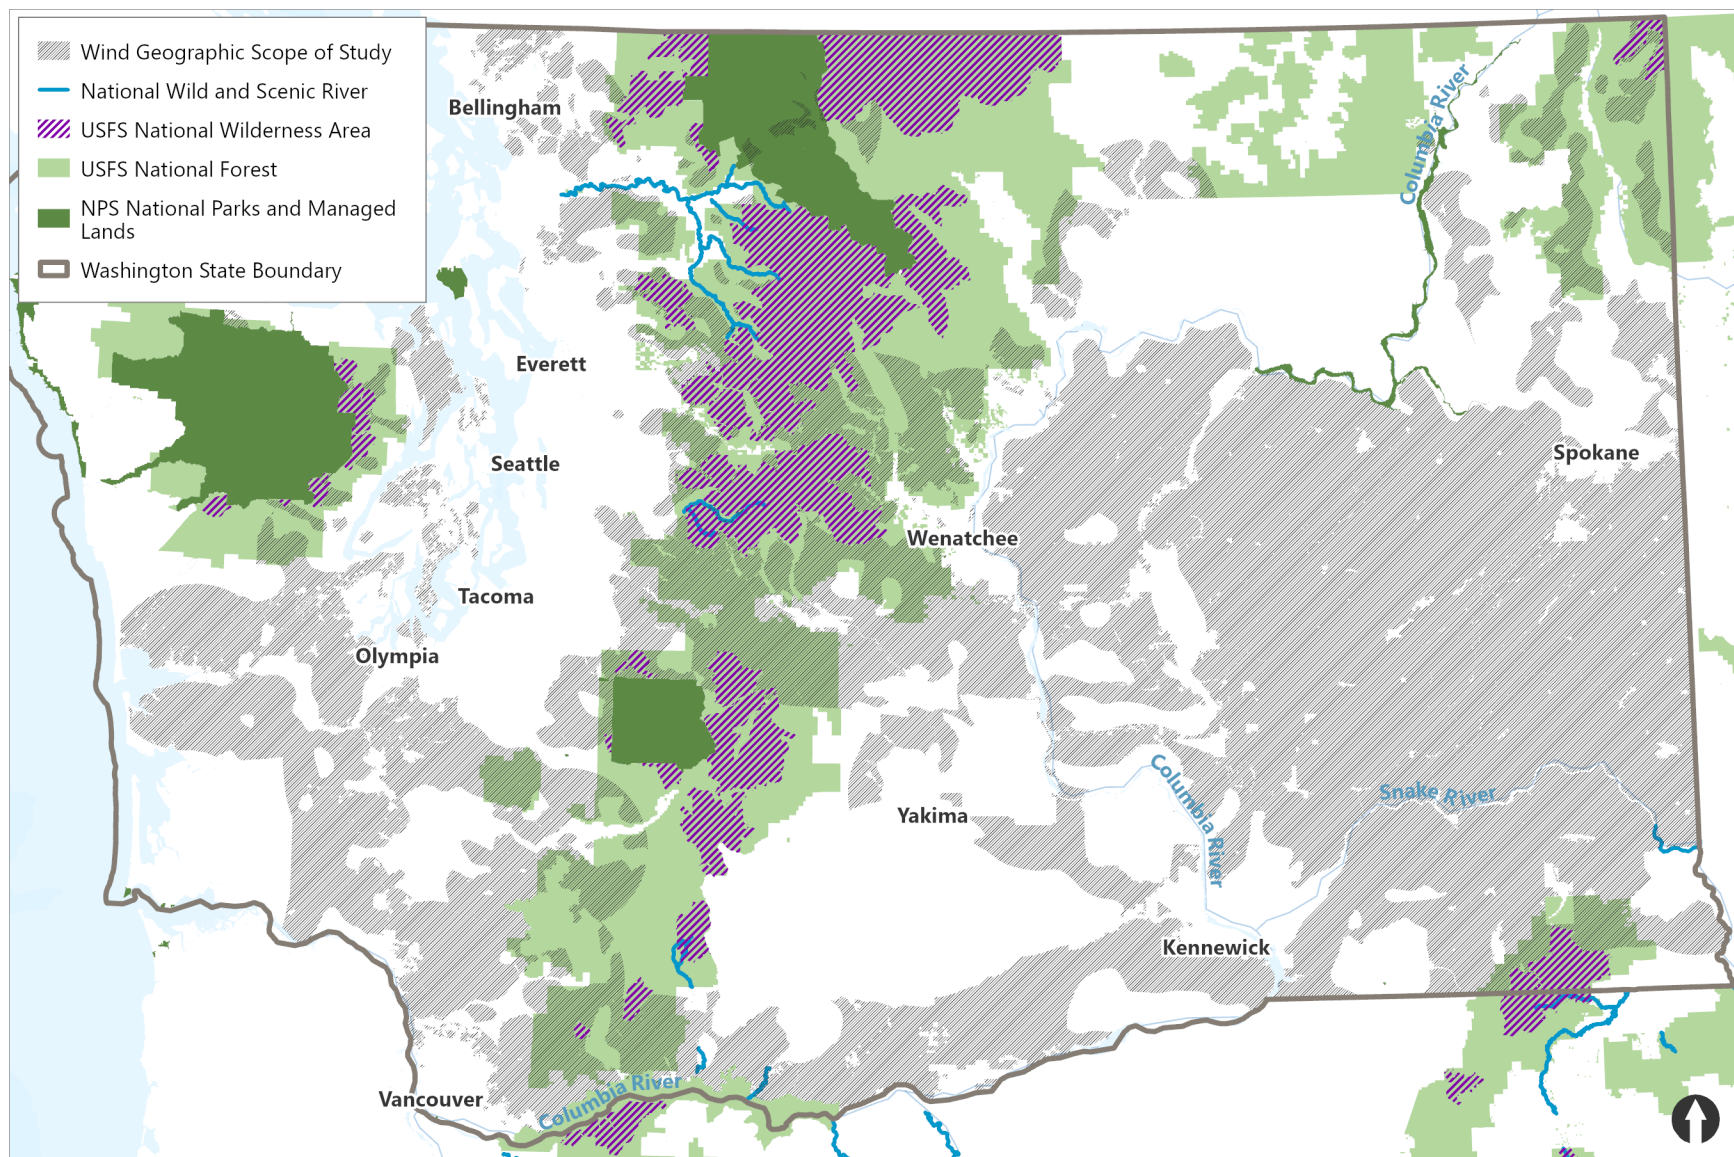 Wind Geographic Scope of Study
National Wild and Scenic River
USFS National Wilderness Area
USFS National Forest
NPS National Parks and Managed
Lands
Washington State Boundary
Bellingham
Columbia River
Everett
Seattle
Spokane
Wenatchee
Tacoma
Olympia
Columbia River
Snake River
Yakima
Kennewick
Vancouver
Columbia River